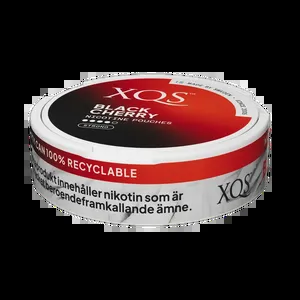 XQS
BLACK
CHERRY
NICOTINE POUCHES
STRONG
CAN 100% RECYCLABLE
produkt innehåller nikotin som är
beroendeframkallande ämne.
XQS